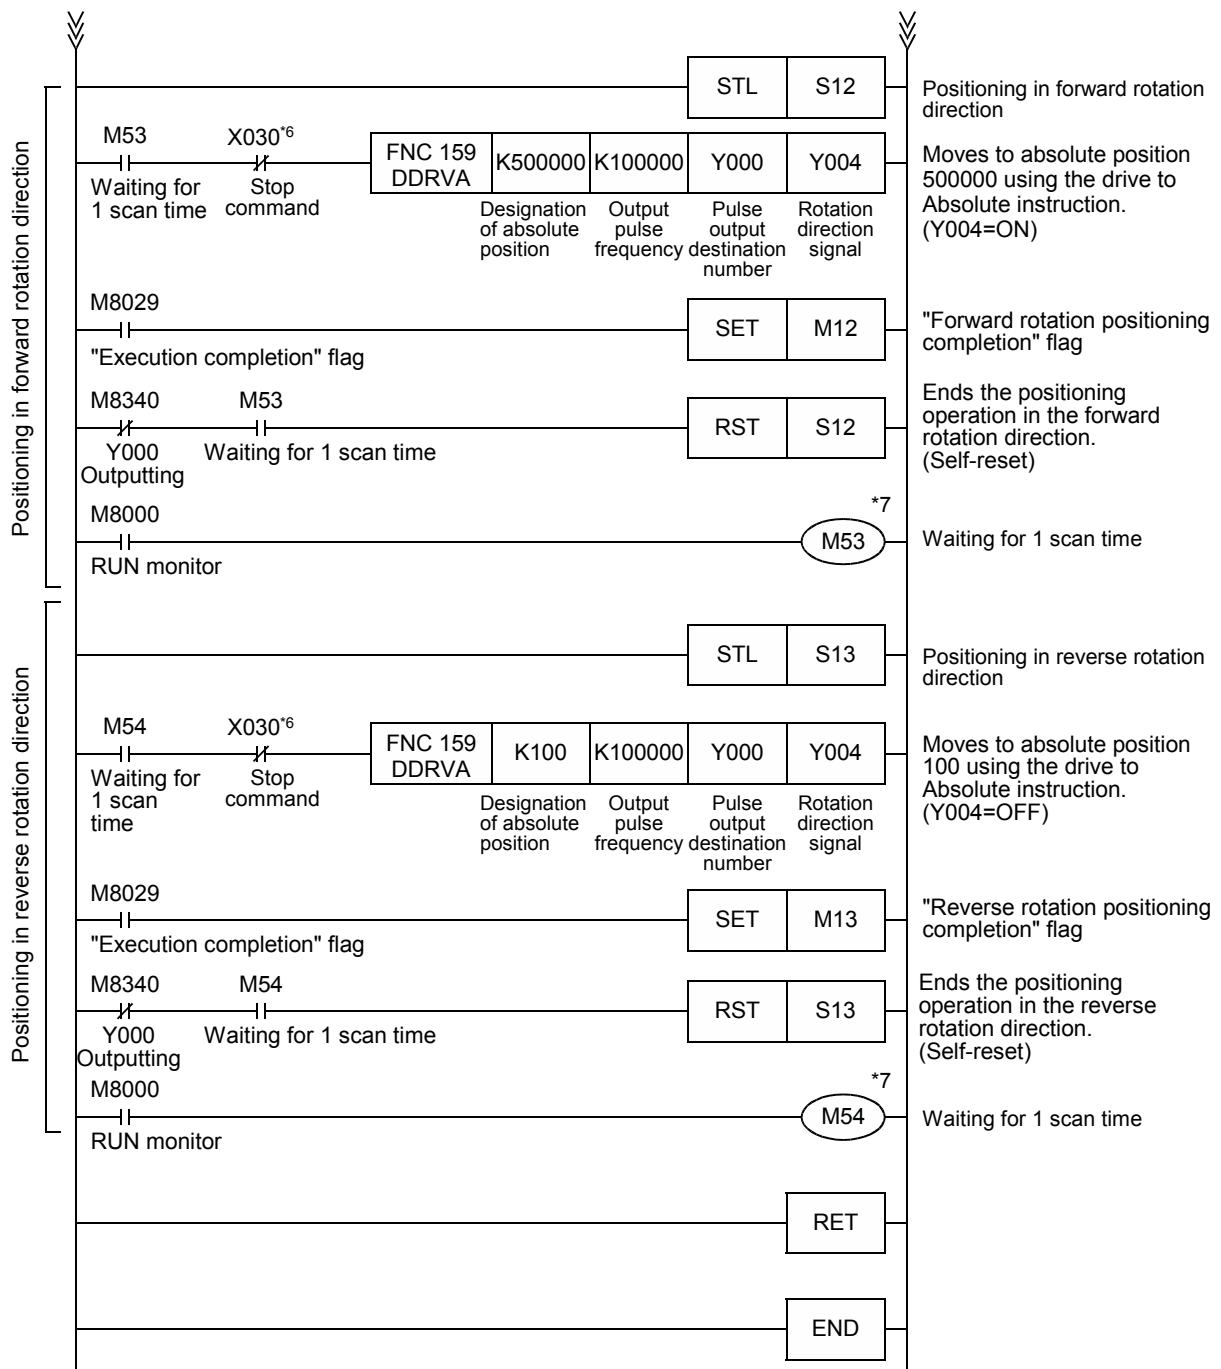 Positioning in forward rotation direction
STL S12
Positioning in forward rotation
direction
M53 X030*6
FNC 159
DDRVA
K500000 K100000 Y000 Y004
Waiting for
1 scan time
Stop
command
Designation
of absolute
position
Output
pulse
frequency
Pulse
output
destination
number
Rotation
direction
signal
Moves to absolute position
500000 using the drive to
Absolute instruction.
(Y004=ON)
M8029
SET M12
"Execution completion" flag
"Forward rotation positioning
completion" flag
M8340 M53
RST S12
Y000
Outputting
Waiting for 1 scan time
Ends the positioning
operation in the forward
rotation direction.
(Self-reset)
M8000
*7
M53
RUN monitor
Waiting for 1 scan time
Positioning in reverse rotation direction
STL S13
Positioning in reverse rotation
direction
M54 X030*6
FNC 159
DDRVA
K100 K100000 Y000 Y004
Waiting for
1 scan
time
Stop
command
Designation
of absolute
position
Output
pulse
frequency
Pulse
output
destination
number
Rotation
direction
signal
Moves to absolute position
100 using the drive to
Absolute instruction.
(Y004=OFF)
M8029
SET M13
"Execution completion" flag
"Reverse rotation positioning
completion" flag
M8340 M54
RST S13
Y000
Outputting
Waiting for 1 scan time
Ends the positioning
operation in the reverse
rotation direction.
(Self-reset)
M8000
*7
M54
RUN monitor
Waiting for 1 scan time
RET
END